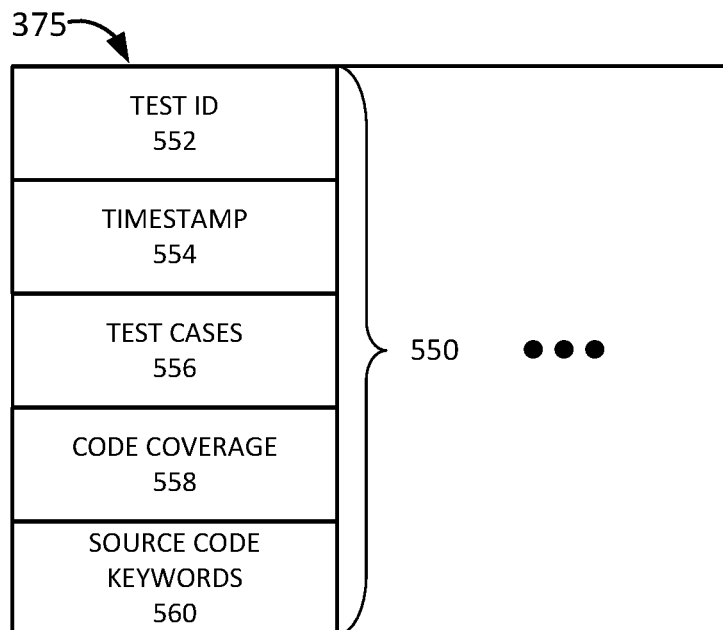 375
TEST ID
552
TIMESTAMP
554
TEST CASES
556
550
CODE COVERAGE
558
SOURCE CODE
KEYWORDS
560